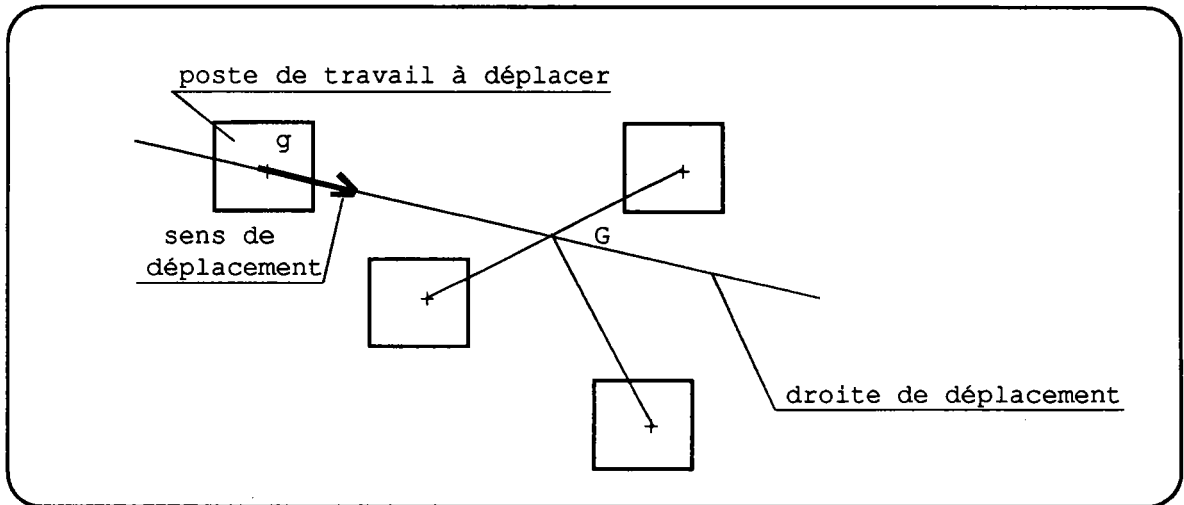 poste de travail à déplacer
g
sens de
déplacement
G
droite de déplacement